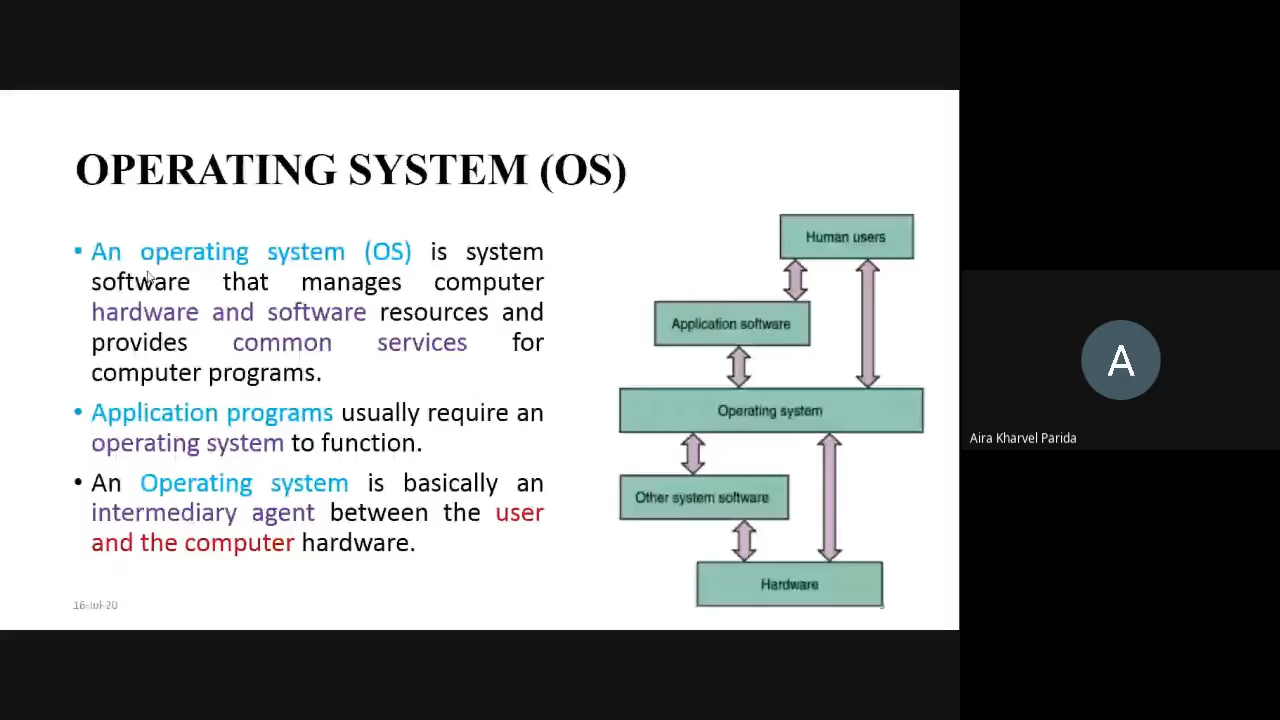 OPERATING SYSTEM (OS)
▪ An operating system (OS) is system
software that manages computer
hardware and software resources and
provides common services for
computer programs.
• Application programs usually require an
operating system to function.
• An Operating system is basically an
intermediary agent between the user
and the computer hardware.
Human users
Application software
Operating system
Other system software
Hardware
16-Jul-20
A
Aira Kharvel Parida